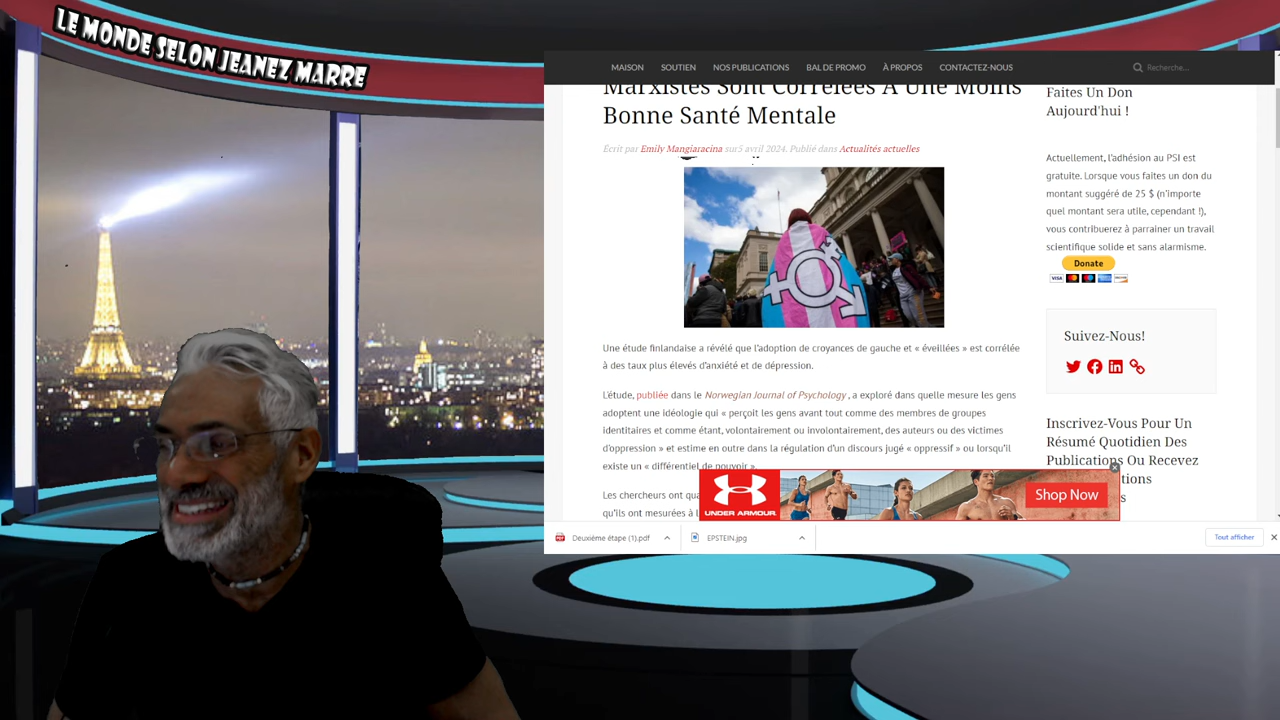 LE MONDE SELON JEANEZ MARRE
MAISON SOUTIEN NOS PUBLICATIONS BAL DE PROMO À PROPOS CONTACTEZ-NOUS Recherche...
Marxistes Sont Corrélées À Une Moins
Bonne Santé Mentale
Ecrit par Emily Mangiaracina sur5 avril 2024. Publié dans Actualités actuelles
Une étude finlandaise a révélé que l'adoption de croyances de gauche et « éveillées » est corrélée
à des taux plus élevés d'anxiété et de dépression.
L'étude, publiée dans le Norwegian Journal of Psychology , a exploré dans quelle mesure les gens
adoptent une idéologie qui « perçoit les gens avant tout comme des membres de groupes
identitaires et comme étant, volontairement ou involontairement, des auteurs ou des victimes
d'oppression » et estime en outre dans la régulation d'un discours jugé « oppressif » ou lorsqu'il
existe un « différentiel de pouvoir ».
Les chercheurs ont
qu'ils ont mesurées à
Faites Un Don
Aujourd'hui !
Actuellement, l'adhésion au PSI est
gratuite. Lorsque vous faites un don du
montant suggéré de 25 $ (n'importe
quel montant sera utile, cependant !),
vous contribuerez à parrainer un travail
scientifique solide et sans alarmisme.
Donate
VISA
Suivez-Nous!
Inscrivez-Vous Pour Un
Résumé Quotidien Des
Publications Ou Recevez
UNDER ARMOUR
Shop Now
Deuxième étape (1).pdf
EPSTEIN.jpg
Tout afficher